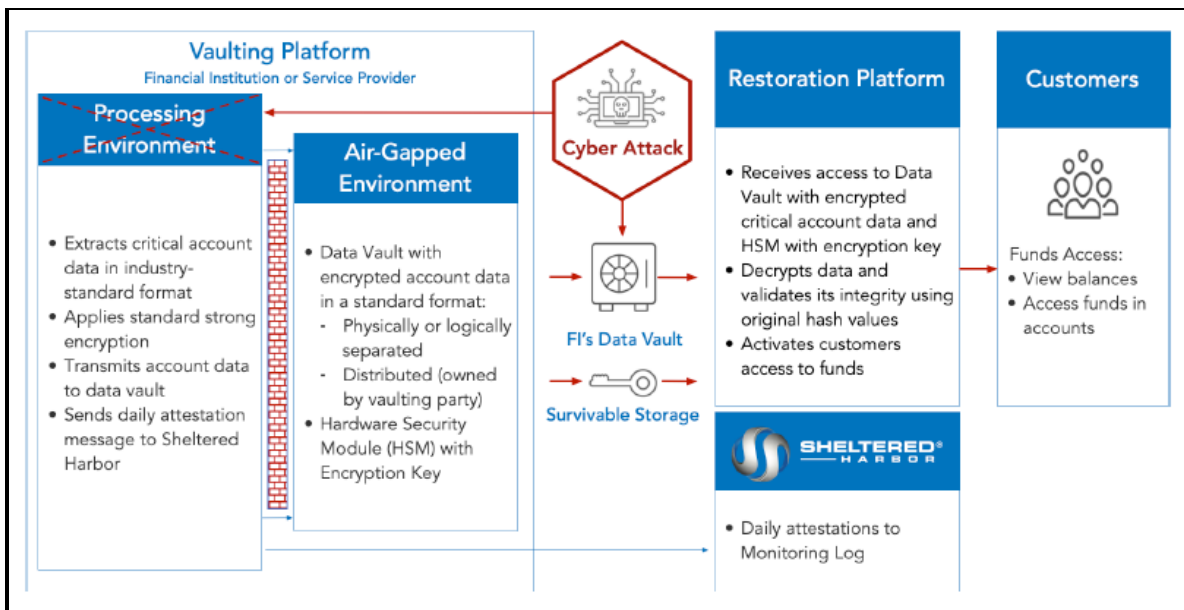 Vaulting Platform
Financial Institution or Service Provider
Processing
Environment
• Extracts critical account
data in industry-
standard format
• Applies standard strong
encryption
• Transmits account data
to data vault
• Sends daily attestation
message to Sheltered
Harbor
Air-Gapped
Environment
• Data Vault with
encrypted account data
in a standard format:
- Physically or logically
separated
- Distributed (owned
by vaulting party)
• Hardware Security
Module (HSM) with
Encryption Key
Cyber Attack
FI's Data Vault
Survivable Storage
Restoration Platform
• Receives access to Data
Vault with encrypted
critical account data and
HSM with encryption key
• Decrypts data and
validates its integrity using
original hash values
• Activates customers
access to funds
SHELTERED®
HARBOR
• Daily attestations to
Monitoring Log
Customers
Funds Access:
• View balances
• Access funds in
accounts